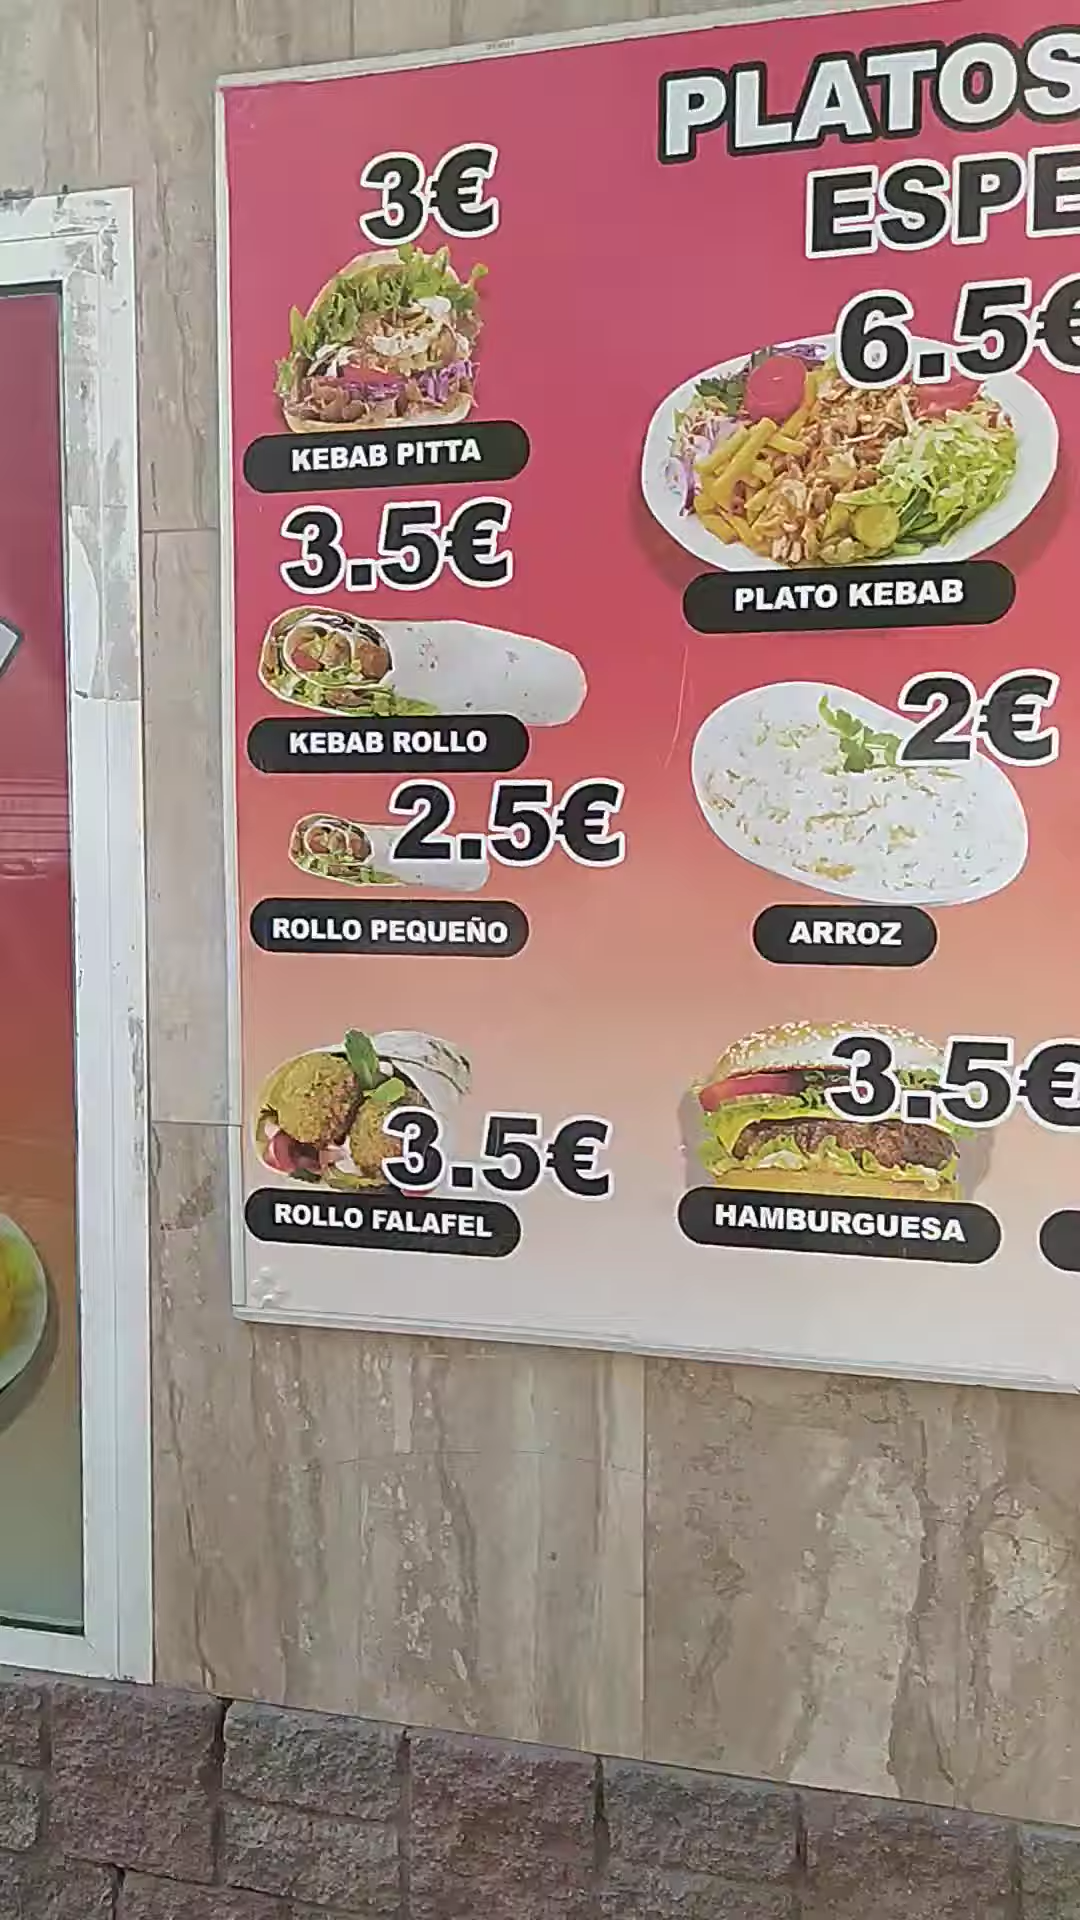 PLATOS
ESPE
3€
KEBAB PITTA
3.5€
KEBAB ROLLO
2.5€
ROLLO PEQUEÑO
3.5€
ROLLO FALAFEL
6.5€
PLATO KEBAB
2€
ARROZ
3.5€
HAMBURGUESA